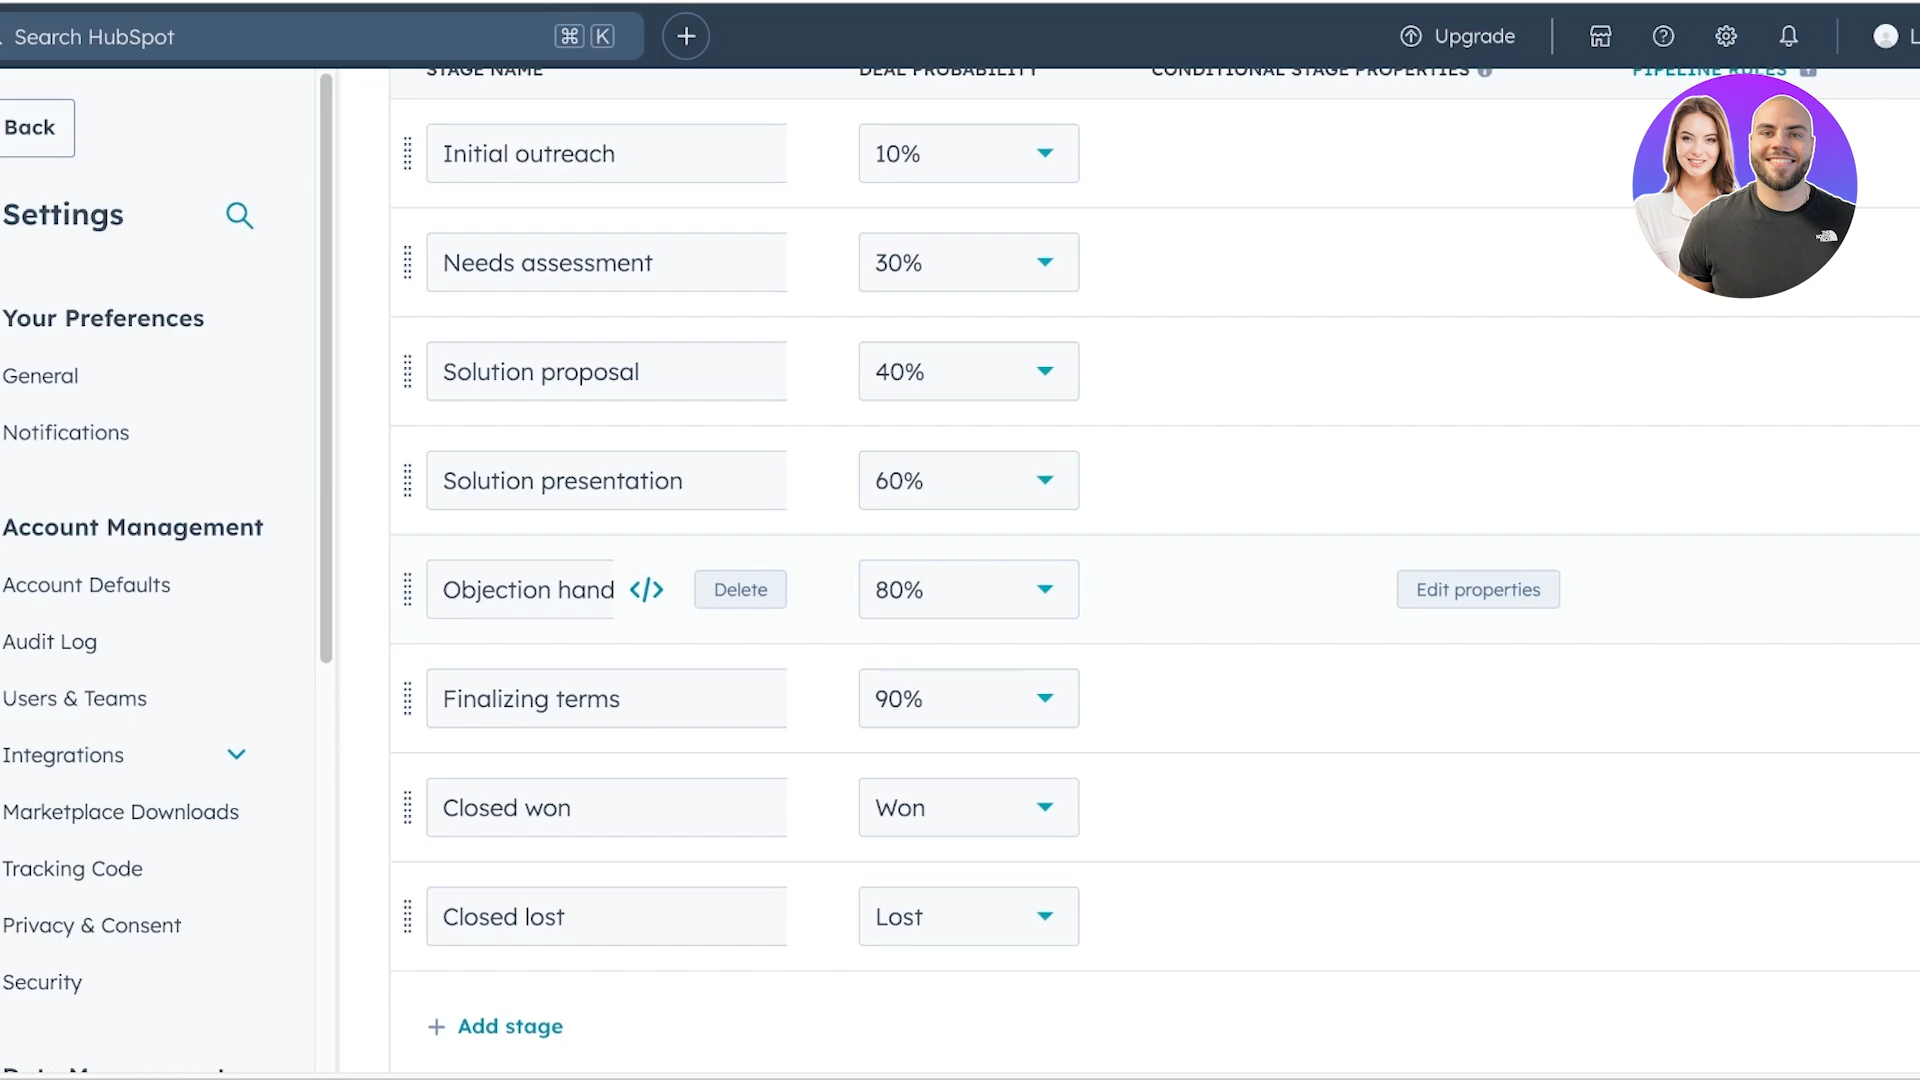 Search HubSpot
⌘ K
+
Upgrade
L
Back
Settings
Your Preferences
General
Notifications
Account Management
Account Defaults
Audit Log
Users & Teams
Integrations
Marketplace Downloads
Tracking Code
Privacy & Consent
Security
STAGE NAME DEAL PROBABILITY CONDITIONAL STAGE PROPERTIES PIPELINE RULES
Initial outreach 10%
Needs assessment 30%
Solution proposal 40%
Solution presentation 60%
Objection hand </> Delete 80% Edit properties
Finalizing terms 90%
Closed won Won
Closed lost Lost
+ Add stage